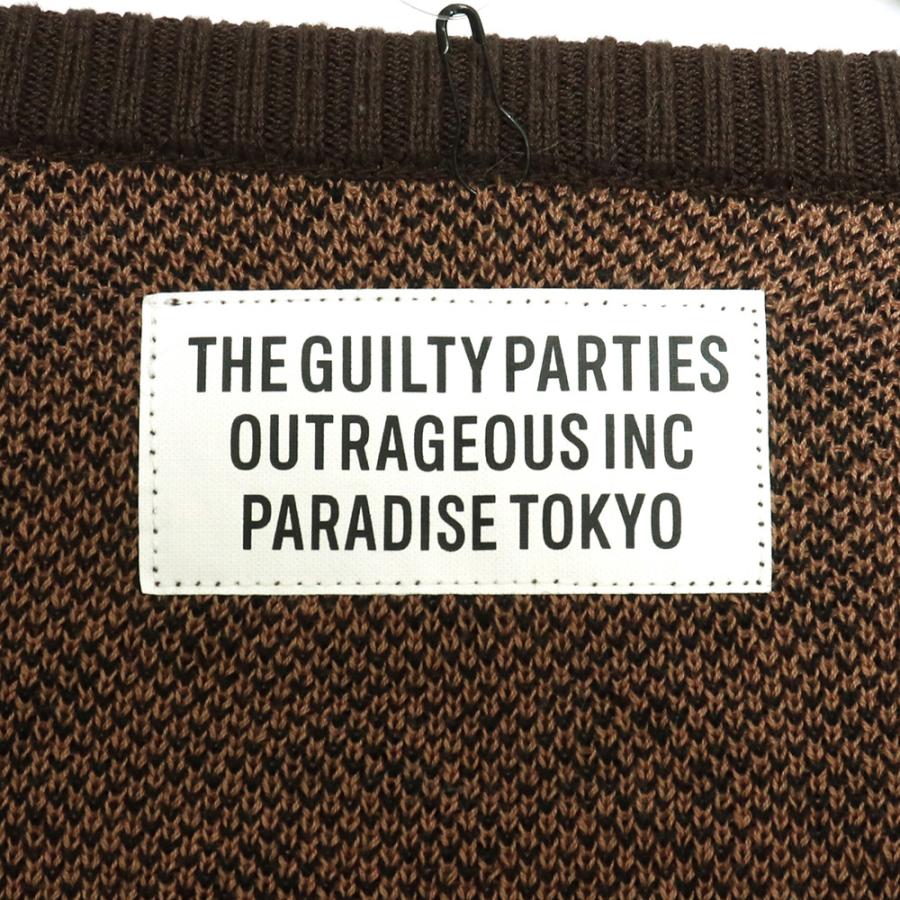 THE GUILTY PARTIES
OUTRAGEOUS INC
PARADISE TOKYO